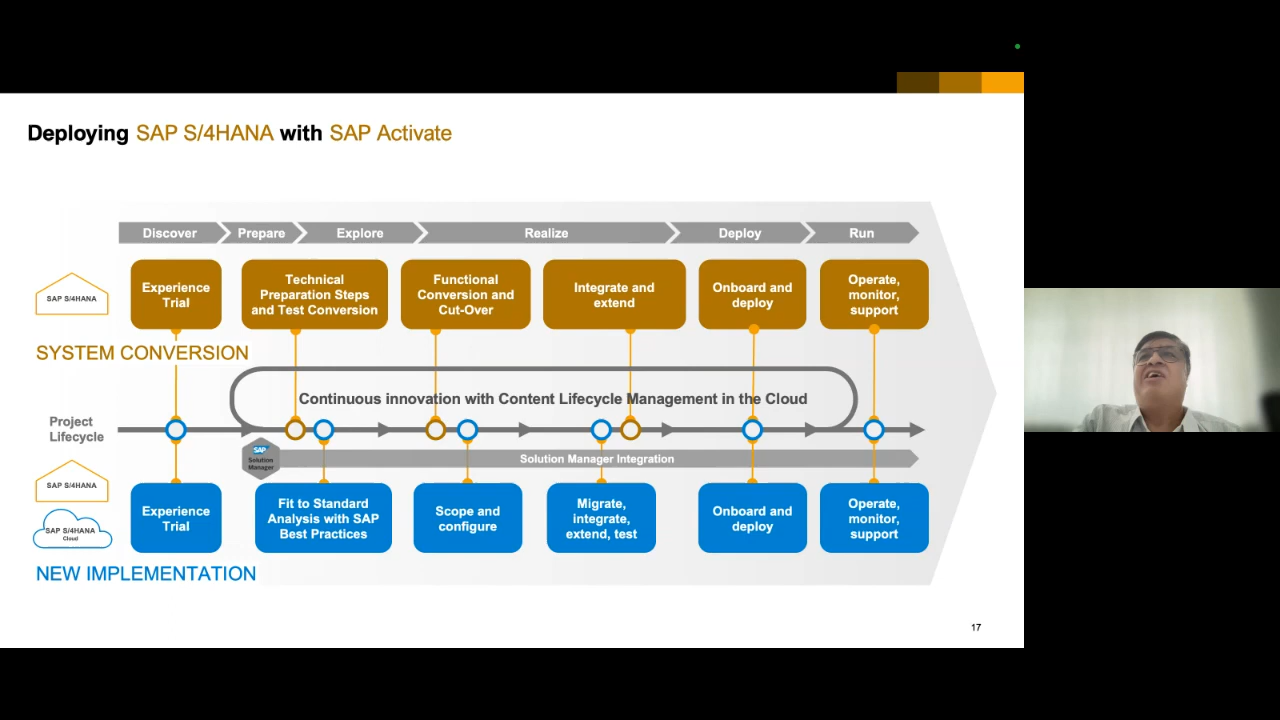 Deploying SAP S/4HANA with SAP Activate
Discover
Prepare
Explore
Realize
Deploy
Run
SAP S/4HANA
Experience
Trial
Technical
Preparation Steps
and Test Conversion
Functional
Conversion and
Cut-Over
Integrate and
extend
Onboard and
deploy
Operate,
monitor,
support
SYSTEM CONVERSION
Continuous innovation with Content Lifecycle Management in the Cloud
Project
Lifecycle
SAP
Solution
Manager
Solution Manager Integration
SAP S/4HANA
SAP S/4HANA
Cloud
Experience
Trial
Fit to Standard
Analysis with SAP
Best Practices
Scope and
configure
Migrate,
integrate,
extend, test
Onboard and
deploy
Operate,
monitor,
support
NEW IMPLEMENTATION
17